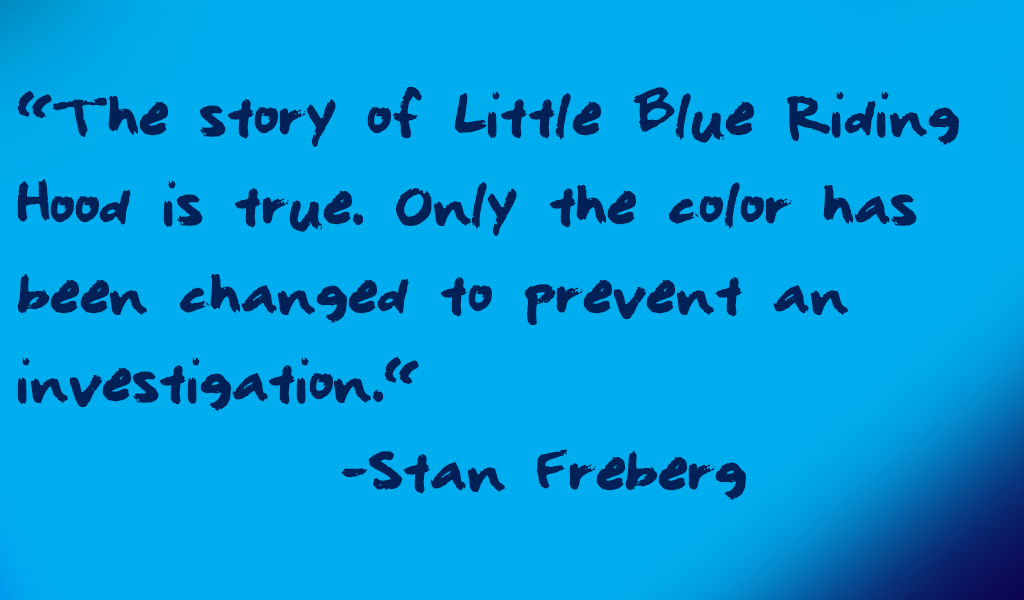 “The story of Little Blue Riding
Hood is true. Only the color has
been changed to prevent an
investigation.“
-Stan Freberg